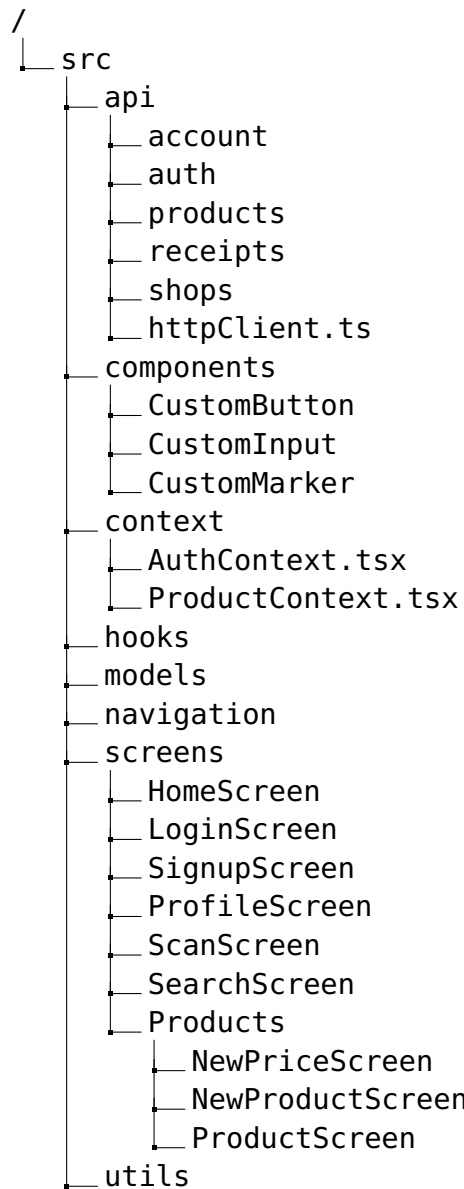 /
src
api
account
auth
products
receipts
shops
httpClient.ts
components
CustomButton
CustomInput
CustomMarker
context
AuthContext.tsx
ProductContext.tsx
hooks
models
navigation
screens
HomeScreen
LoginScreen
SignupScreen
ProfileScreen
ScanScreen
SearchScreen
Products
NewPriceScreen
NewProductScreen
ProductScreen
utils